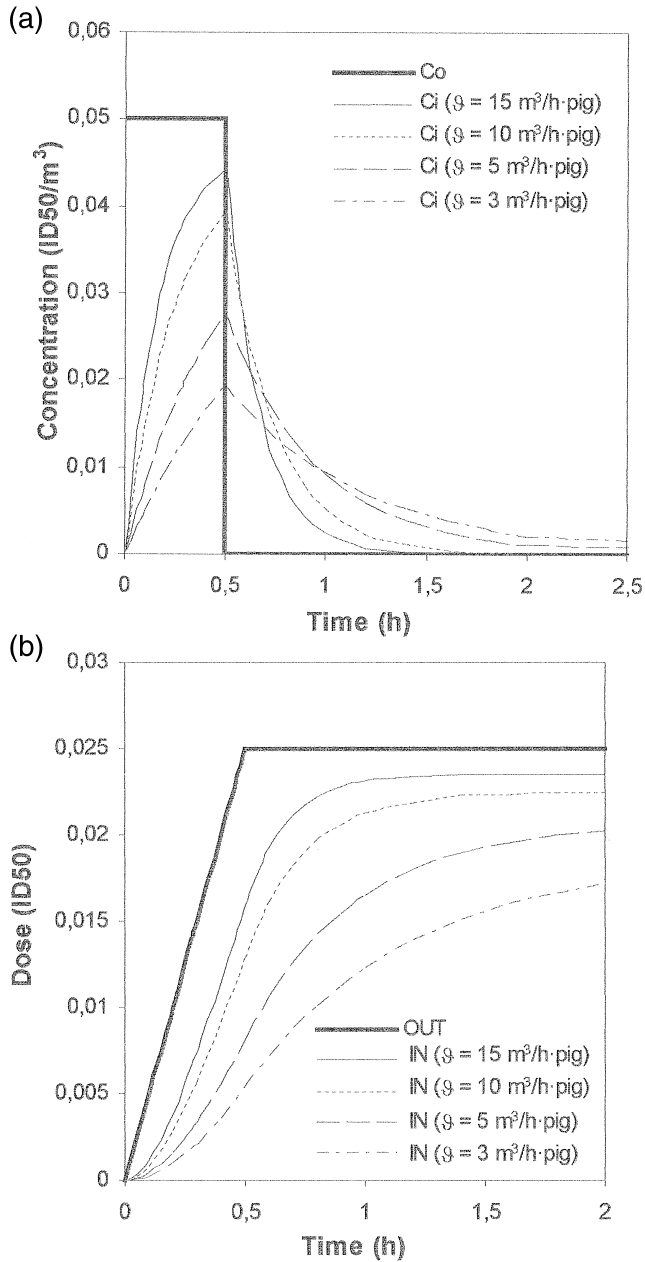 (a)
0,06
0,05
0,04
0,03
0,02
0,01
0
Concentration (ID50/m³)
Co
Ci (ϑ = 15 m³/h·pig)
Ci (ϑ = 10 m³/h·pig)
Ci (ϑ = 5 m³/h·pig)
Ci (ϑ = 3 m³/h·pig)
0 0,5 1 1,5 2 2,5
Time (h)
(b)
0,03
0,025
0,02
0,015
0,01
0,005
0
Dose (ID50)
OUT
IN (ϑ = 15 m³/h·pig)
IN (ϑ = 10 m³/h·pig)
IN (ϑ = 5 m³/h·pig)
IN (ϑ = 3 m³/h·pig)
0 0,5 1 1,5 2
Time (h)